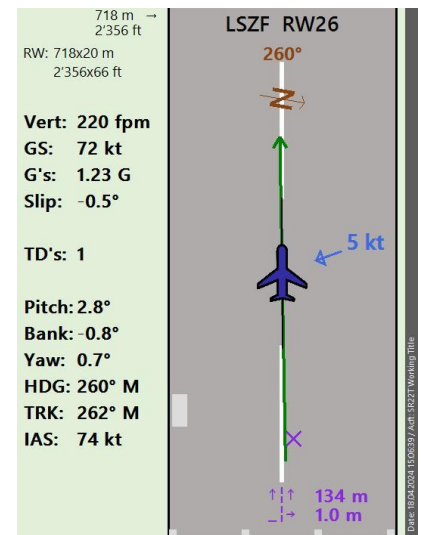 718 m →
2'356 ft
RW: 718x20 m
2'356x66 ft
Vert: 220 fpm
GS: 72 kt
G's: 1.23 G
Slip: -0.5°
TD's: 1
Pitch: 2.8°
Bank: -0.8°
Yaw: 0.7°
HDG: 260° M
TRK: 262° M
IAS: 74 kt
LSZF RW26
260°
N
5 kt
134 m
1.0 m
Date: 18.04.2024 15:06:39 / Acft: SR22T Working Title